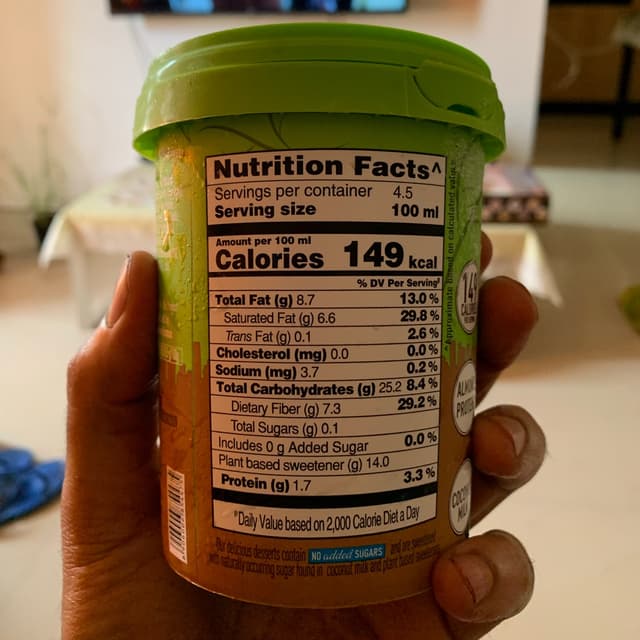 Nutrition Facts^
Servings per container 4.5
Serving size 100 ml
Amount per 100 ml
Calories 149 kcal
% DV Per Serving#
Total Fat (g) 8.7 13.0 %
Saturated Fat (g) 6.6 29.8 %
Trans Fat (g) 0.1 2.6 %
Cholesterol (mg) 0.0 0.0 %
Sodium (mg) 3.7 0.2 %
Total Carbohydrates (g) 25.2 8.4 %
Dietary Fiber (g) 7.3 29.2 %
Total Sugars (g) 0.1
Includes 0 g Added Sugar 0.0 %
Plant based sweetener (g) 14.0
Protein (g) 1.7 3.3 %
#Daily Value based on 2,000 Calorie Diet a Day
Our delicious desserts contain NO added SUGARS and are sweetened
with naturally occurring sugar found in coconut milk and plant based
^Approximate based on calculated values